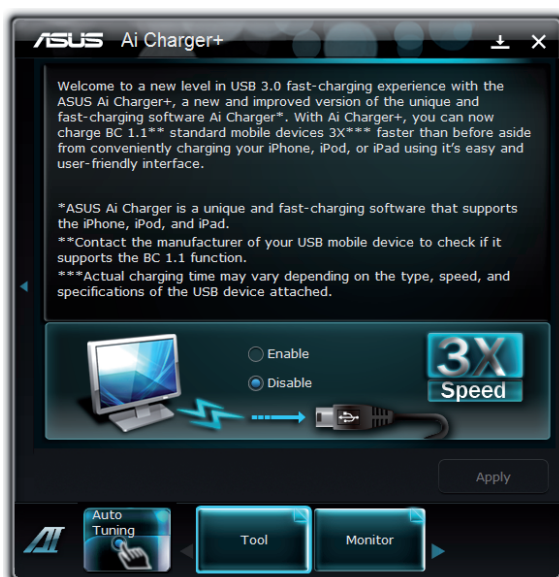 ASUS Ai Charger+
Welcome to a new level in USB 3.0 fast-charging experience with the
ASUS Ai Charger+, a new and improved version of the unique and
fast-charging software Ai Charger*. With Ai Charger+, you can now
charge BC 1.1** standard mobile devices 3X*** faster than before aside
from conveniently charging your iPhone, iPod, or iPad using it's easy and
user-friendly interface.
*ASUS Ai Charger is a unique and fast-charging software that supports
the iPhone, iPod, and iPad.
**Contact the manufacturer of your USB mobile device to check if it
supports the BC 1.1 function.
***Actual charging time may vary depending on the type, speed, and
specifications of the USB device attached.
Enable
Disable
3X
Speed
Apply
Auto
Tuning
Tool
Monitor